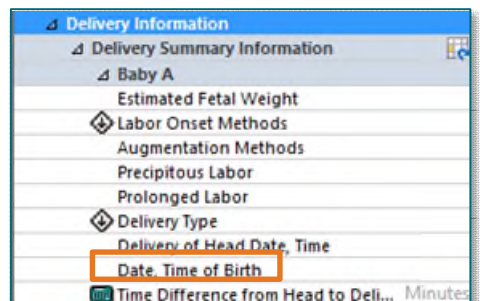 Delivery Information
Delivery Summary Information
Baby A
Estimated Fetal Weight
Labor Onset Methods
Augmentation Methods
Precipitous Labor
Prolonged Labor
Delivery Type
Delivery of Head Date, Time
Date, Time of Birth
Time Difference from Head to Deli... Minutes